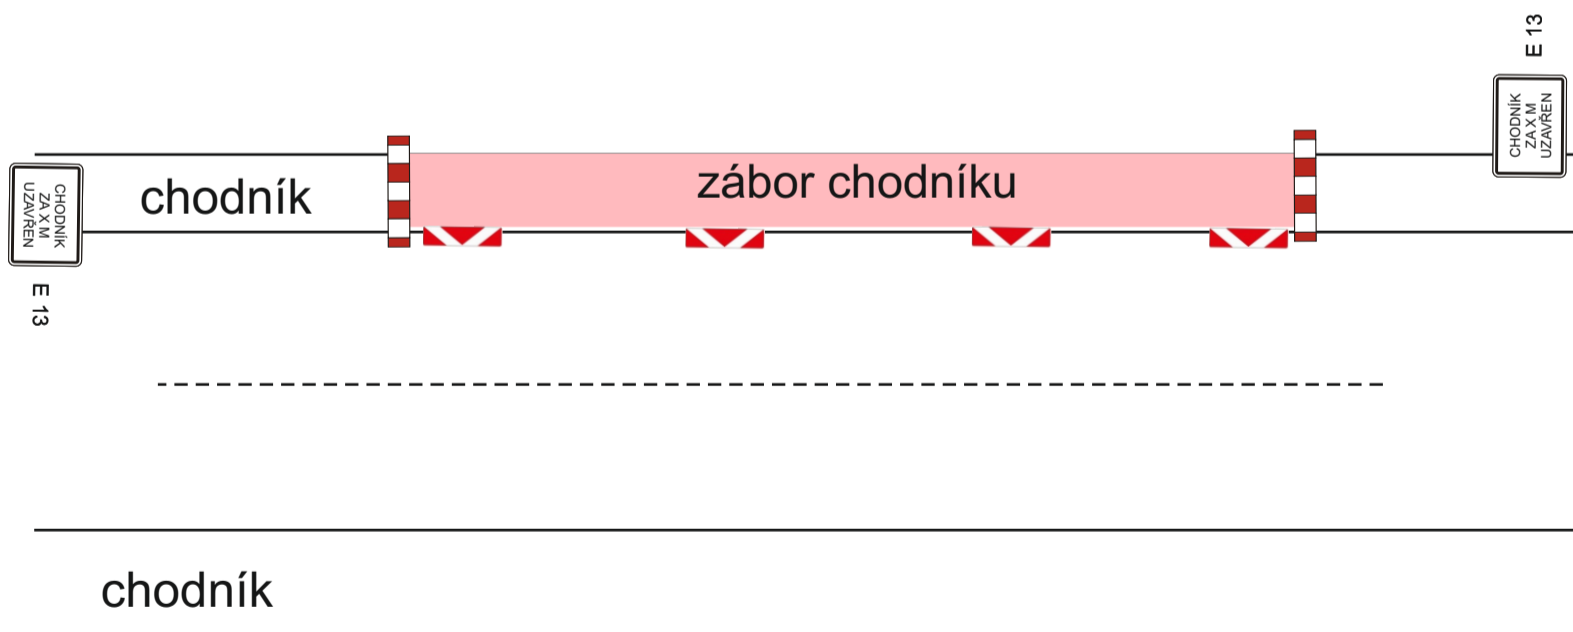 E 13
CHODNÍK
ZA X M
UZAVŘEN
zábor chodníku
chodník
CHODNÍK
ZA X M
UZAVŘEN
E 13
chodník